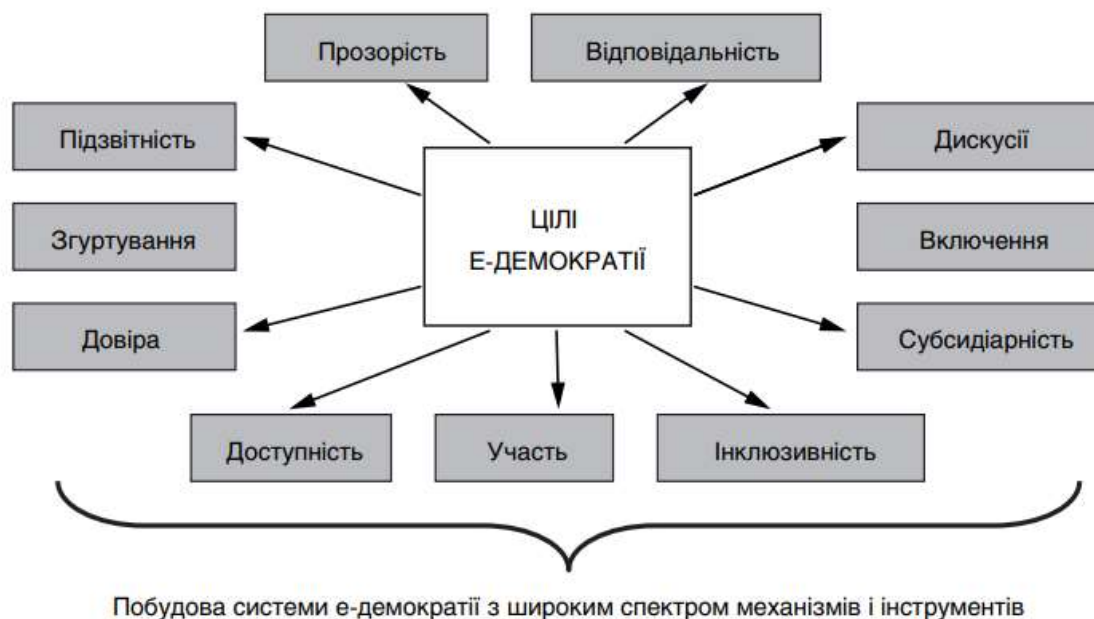 Прозорість
Відповідальність
Підзвітність
Дискусії
ЦІЛІ
Е-ДЕМОКРАТІЇ
Згуртування
Включення
Довіра
Субсидіарність
Доступність
Участь
Інклюзивність
Побудова системи е-демократії з широким спектром механізмів і інструментів